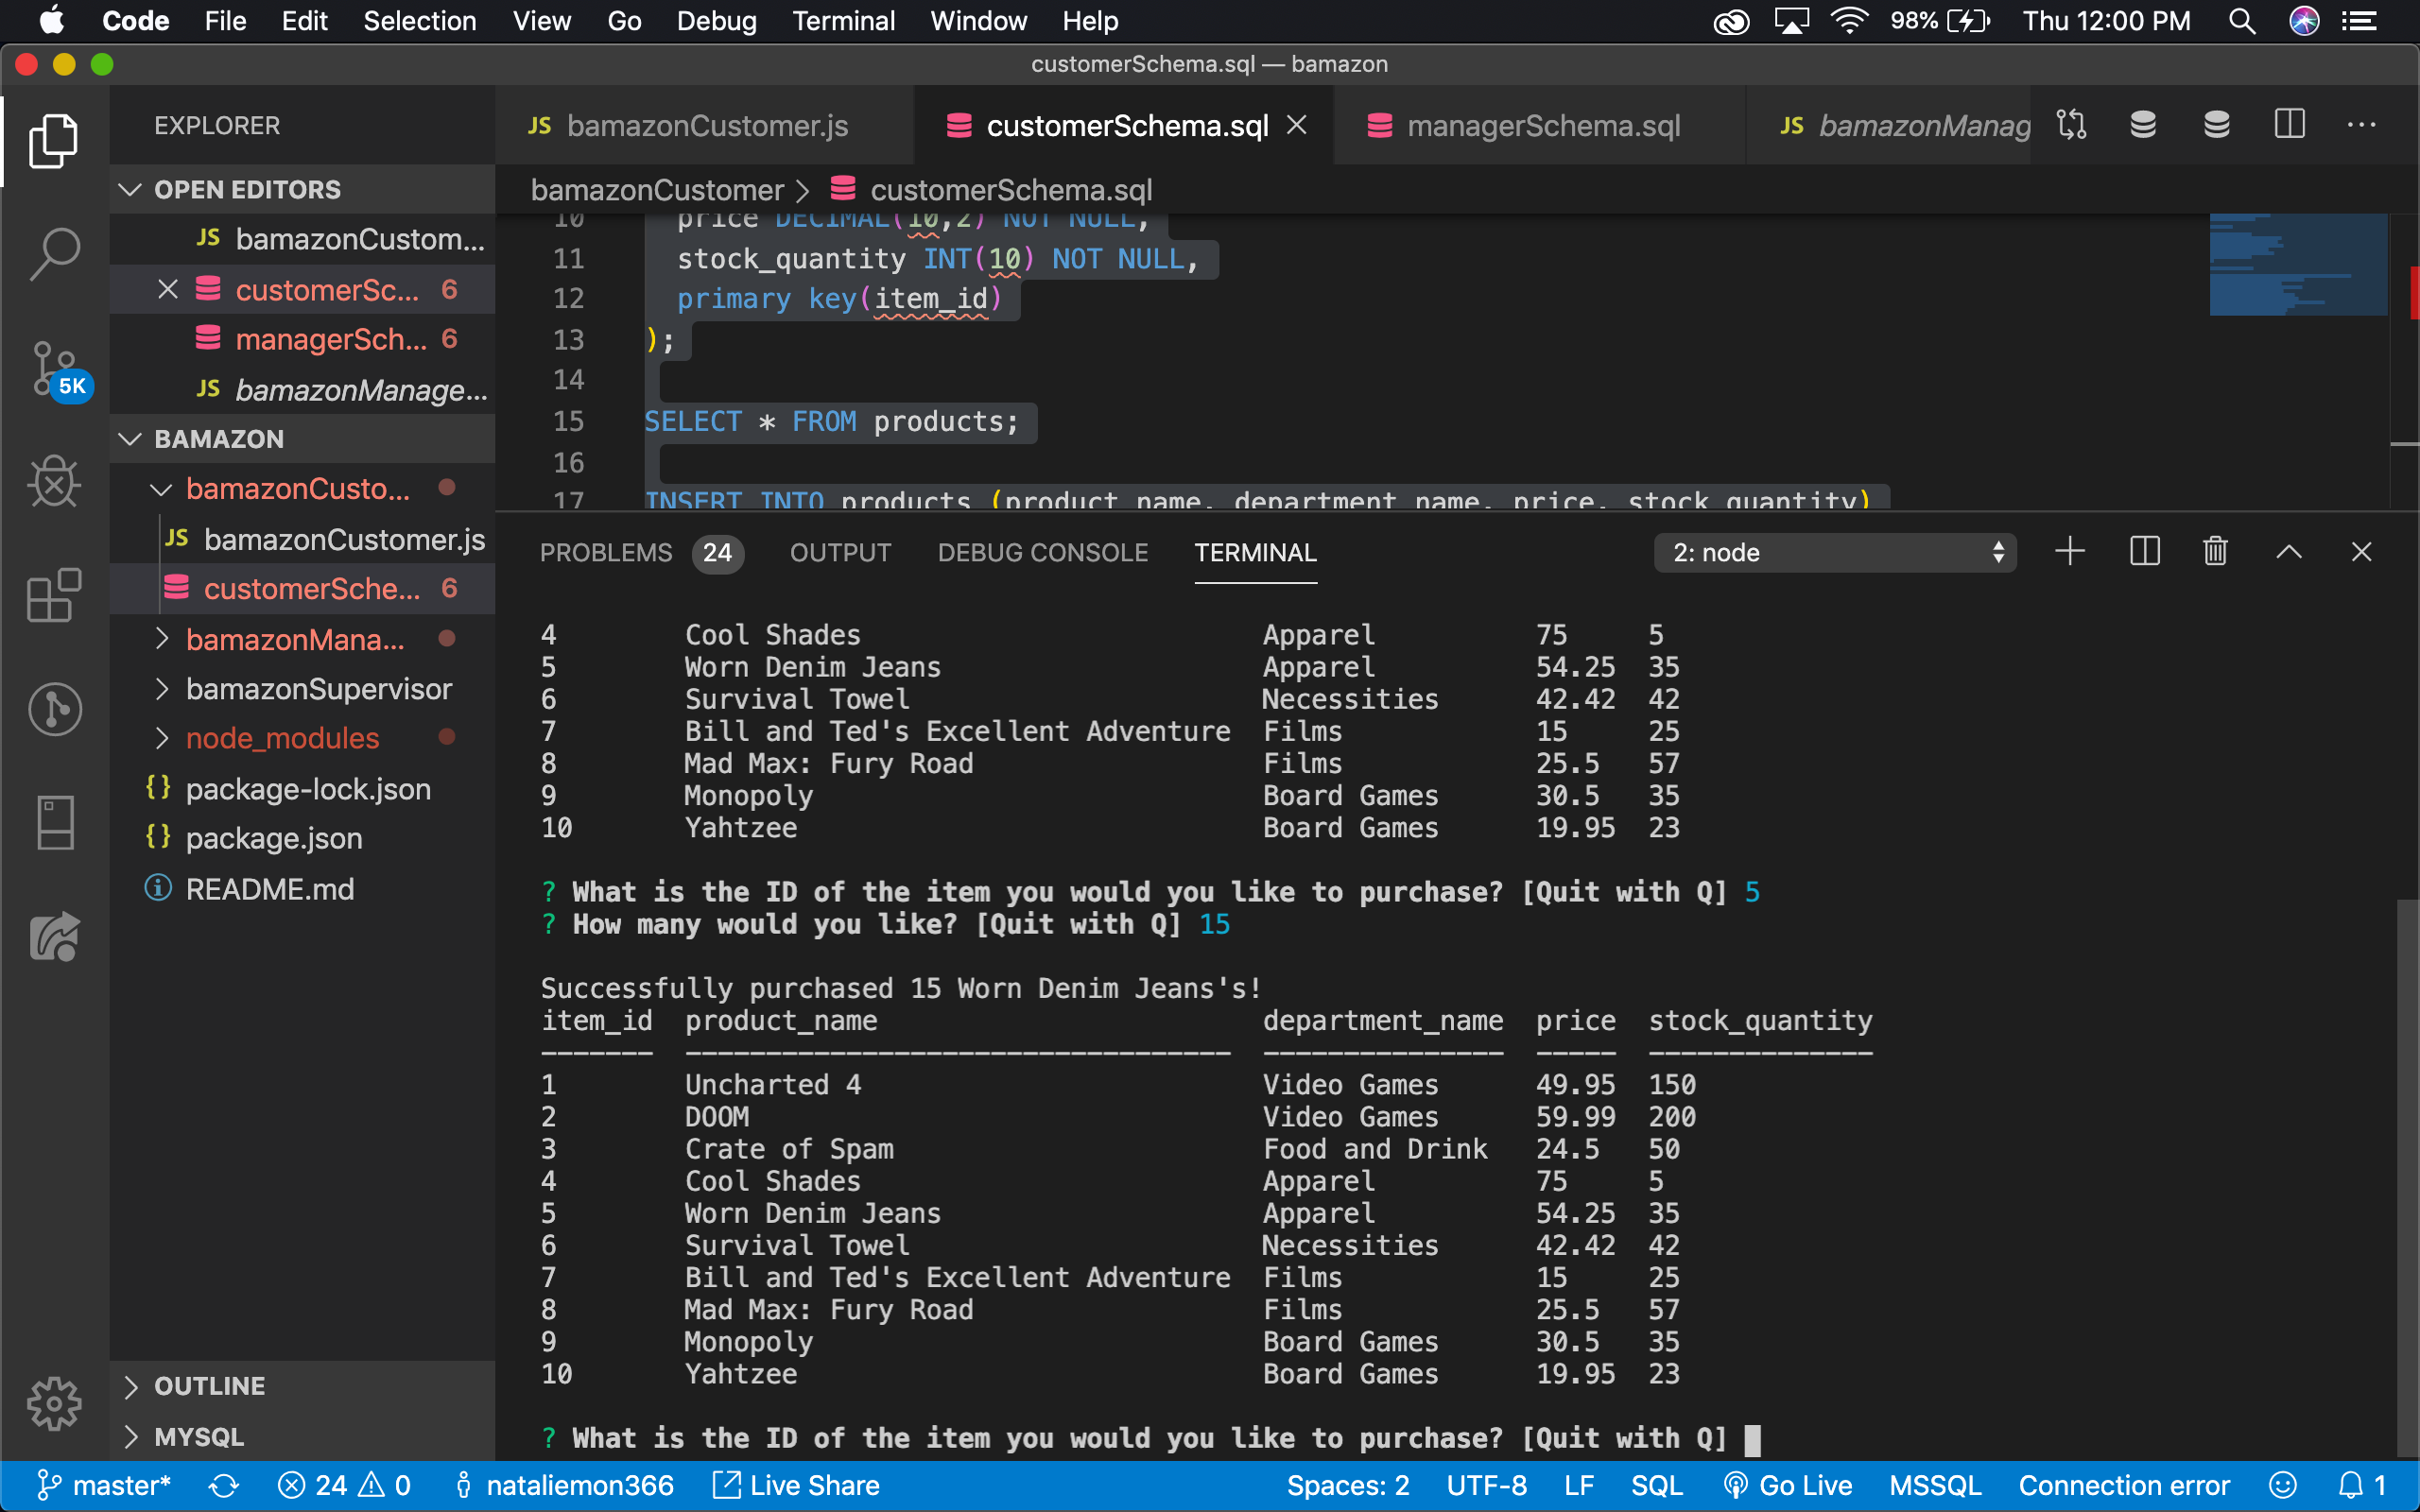 Code File Edit Selection View Go Debug Terminal Window Help 98% Thu 12:00 PM
customerSchema.sql — bamazon
EXPLORER
OPEN EDITORS
JS bamazonCustom...
customerSc... 6
managerSch... 6
JS bamazonManage...
BAMAZON
bamazonCusto...
JS bamazonCustomer.js
customerSche... 6
bamazonMana...
bamazonSupervisor
node_modules
{} package-lock.json
{} package.json
README.md
OUTLINE
MYSQL
5K
JS bamazonCustomer.js customerSchema.sql managerSchema.sql JS bamazonManag
bamazonCustomer > customerSchema.sql
10 price DECIMAL(10,2) NOT NULL,
11 stock_quantity INT(10) NOT NULL,
12 primary key(item_id)
13 );
14
15 SELECT * FROM products;
16
17 INSERT INTO products (product_name, department_name, price, stock_quantity)
PROBLEMS 24 OUTPUT DEBUG CONSOLE TERMINAL 2: node
4 Cool Shades Apparel 75 5
5 Worn Denim Jeans Apparel 54.25 35
6 Survival Towel Necessities 42.42 42
7 Bill and Ted's Excellent Adventure Films 15 25
8 Mad Max: Fury Road Films 25.5 57
9 Monopoly Board Games 30.5 35
10 Yahtzee Board Games 19.95 23
? What is the ID of the item you would you like to purchase? [Quit with Q] 5
? How many would you like? [Quit with Q] 15
Successfully purchased 15 Worn Denim Jeans's!
item_id product_name department_name price stock_quantity
------- ---------------------------------- --------------- ----- --------------
1 Uncharted 4 Video Games 49.95 150
2 DOOM Video Games 59.99 200
3 Crate of Spam Food and Drink 24.5 50
4 Cool Shades Apparel 75 5
5 Worn Denim Jeans Apparel 54.25 35
6 Survival Towel Necessities 42.42 42
7 Bill and Ted's Excellent Adventure Films 15 25
8 Mad Max: Fury Road Films 25.5 57
9 Monopoly Board Games 30.5 35
10 Yahtzee Board Games 19.95 23
? What is the ID of the item you would you like to purchase? [Quit with Q]
master* 24 0 nataliemon366 Live Share Spaces: 2 UTF-8 LF SQL Go Live MSSQL Connection error 1